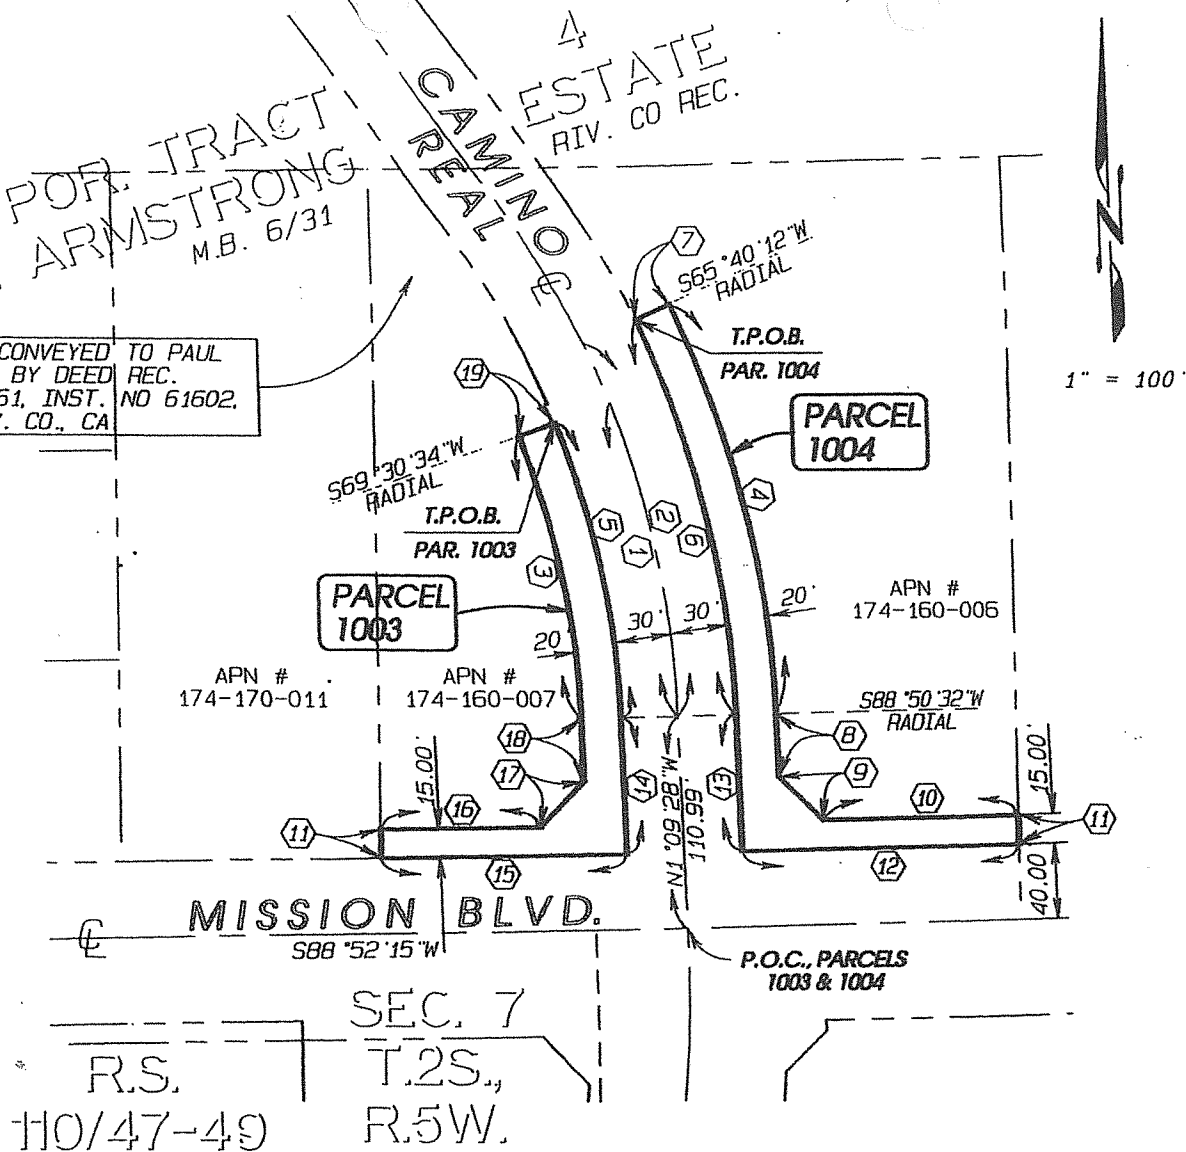 4
POR. TRACT
ESTATE
ARMSTRONG
RIV. CO REC.
M.B. 6/31
CAMINO
REAL
℄
N
1" = 100'
7
S65°40'12"W
RADIAL
T.P.O.B.
PAR. 1004
CONVEYED TO PAUL
BY DEED REC.
61, INST. NO 61602,
. CO., CA
19
PARCEL
1004
S69°30'34"W
RADIAL
T.P.O.B.
PAR. 1003
5
1
2
6
4
3
PARCEL
1003
20'
30'
30'
20'
APN #
174-160-006
APN #
174-170-011
APN #
174-160-007
S88°50'32"W
RADIAL
18
8
17
9
15.00'
16
14
N1°09'28"W
110.99'
13
10
15.00'
11
11
15
12
40.00
MISSION BLVD.
℄
S88°52'15"W
P.O.C., PARCELS
1003 & 1004
SEC. 7
T.2S.,
R.5W.
R.S.
110/47-49